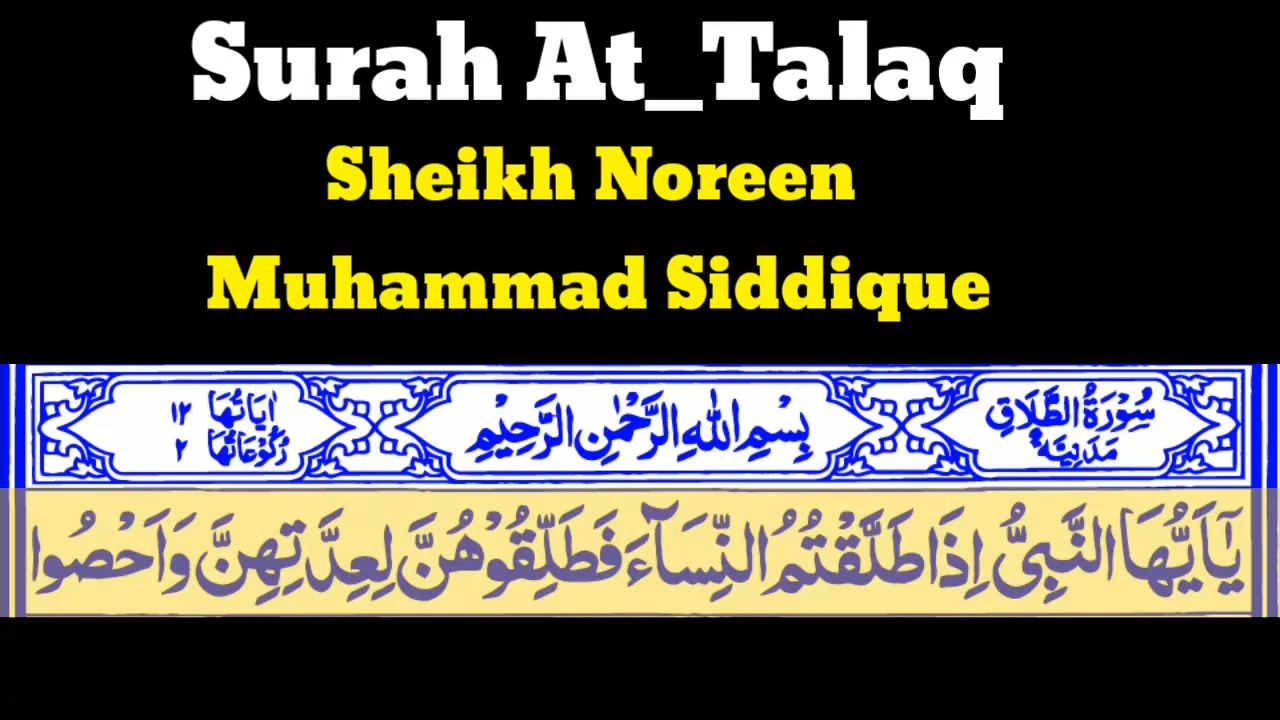 Surah At_Talaq
Sheikh Noreen
Muhammad Siddique
سُوْرَةُ الطَّلَاقِ مَدَنِيَّةٌ
بِسْمِ اللّٰهِ الرَّحْمٰنِ الرَّحِيْمِ
اٰيَاتُهَا ١٢
رُكُوْعَاتُهَا ٢
يٰۤاَيُّهَا النَّبِىُّ اِذَا طَلَّقْتُمُ النِّسَآءَ فَطَلِّقُوْهُنَّ لِعِدَّتِهِنَّ وَاَحْصُوا